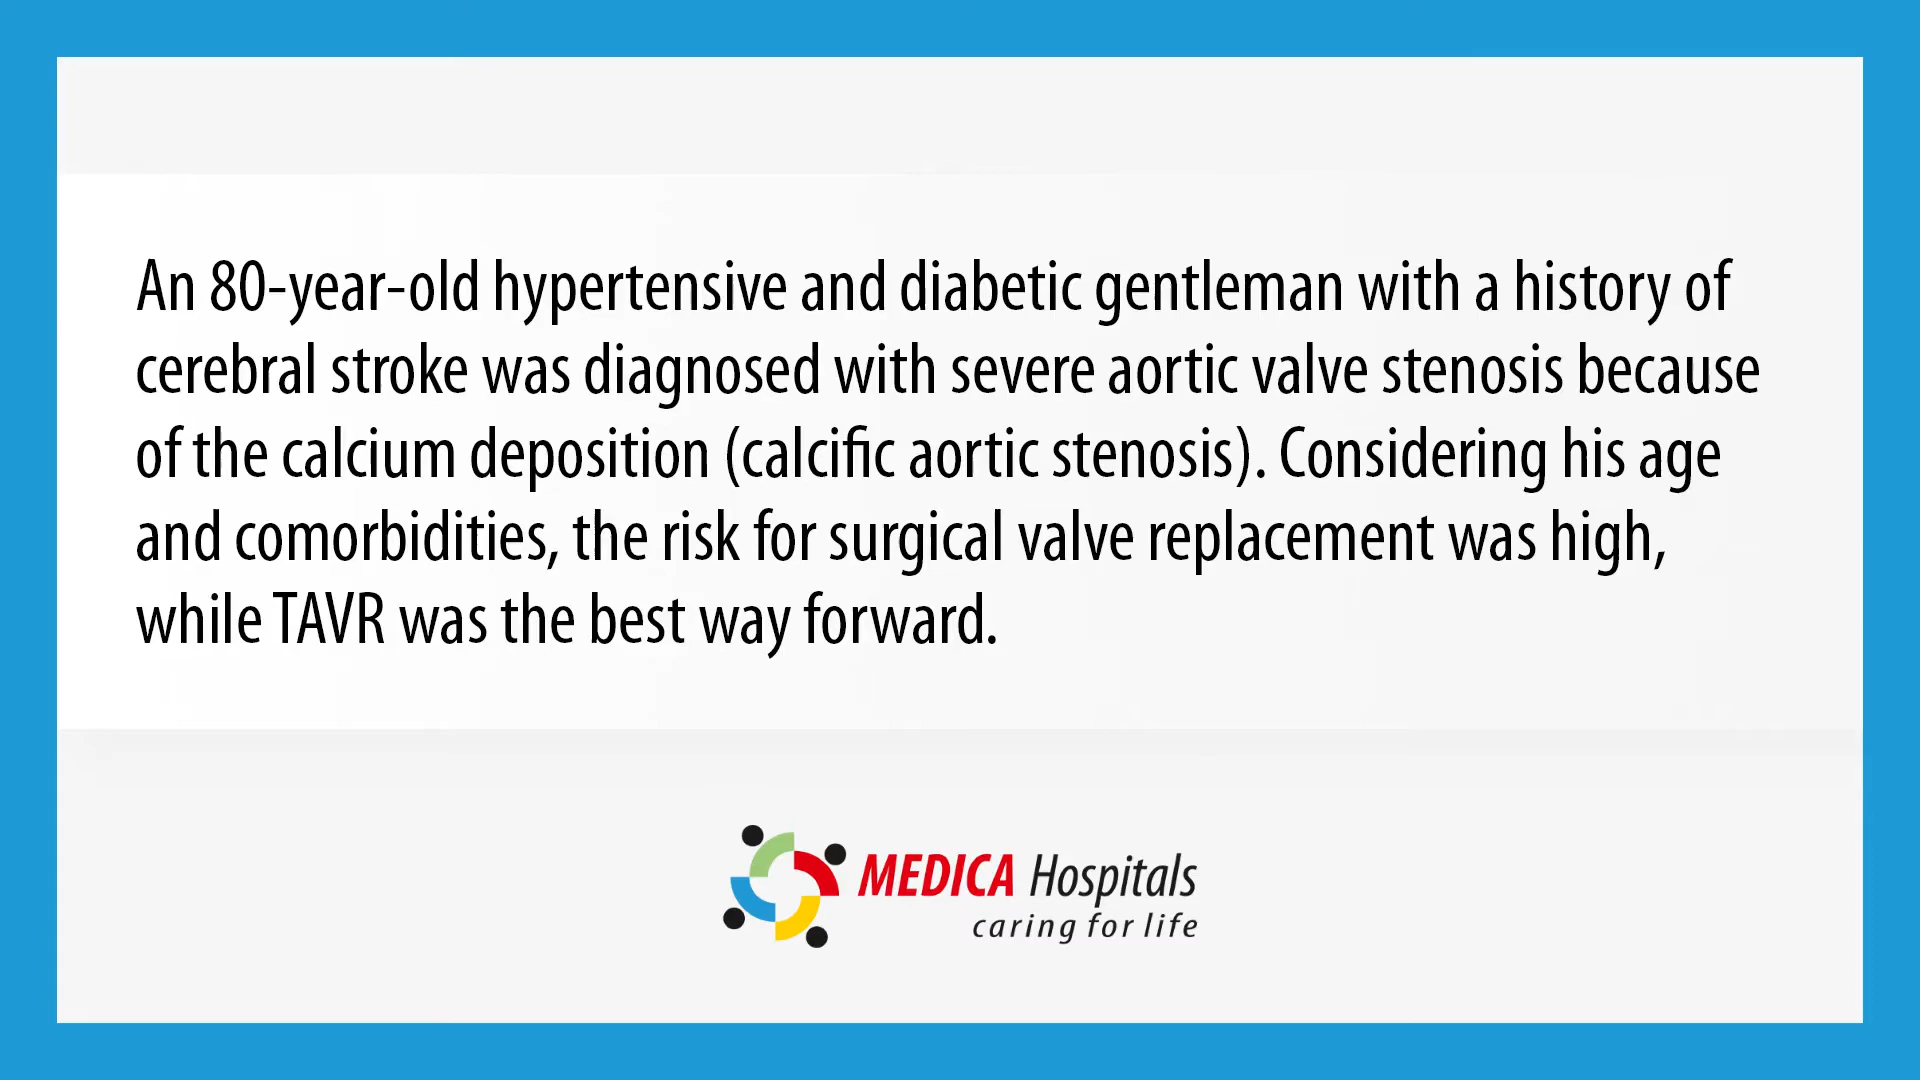 An 80-year-old hypertensive and diabetic gentleman with a history of
cerebral stroke was diagnosed with severe aortic valve stenosis because
of the calcium deposition (calcific aortic stenosis). Considering his age
and comorbidities, the risk for surgical valve replacement was high,
while TAVR was the best way forward.
MEDICA Hospitals
caring for life